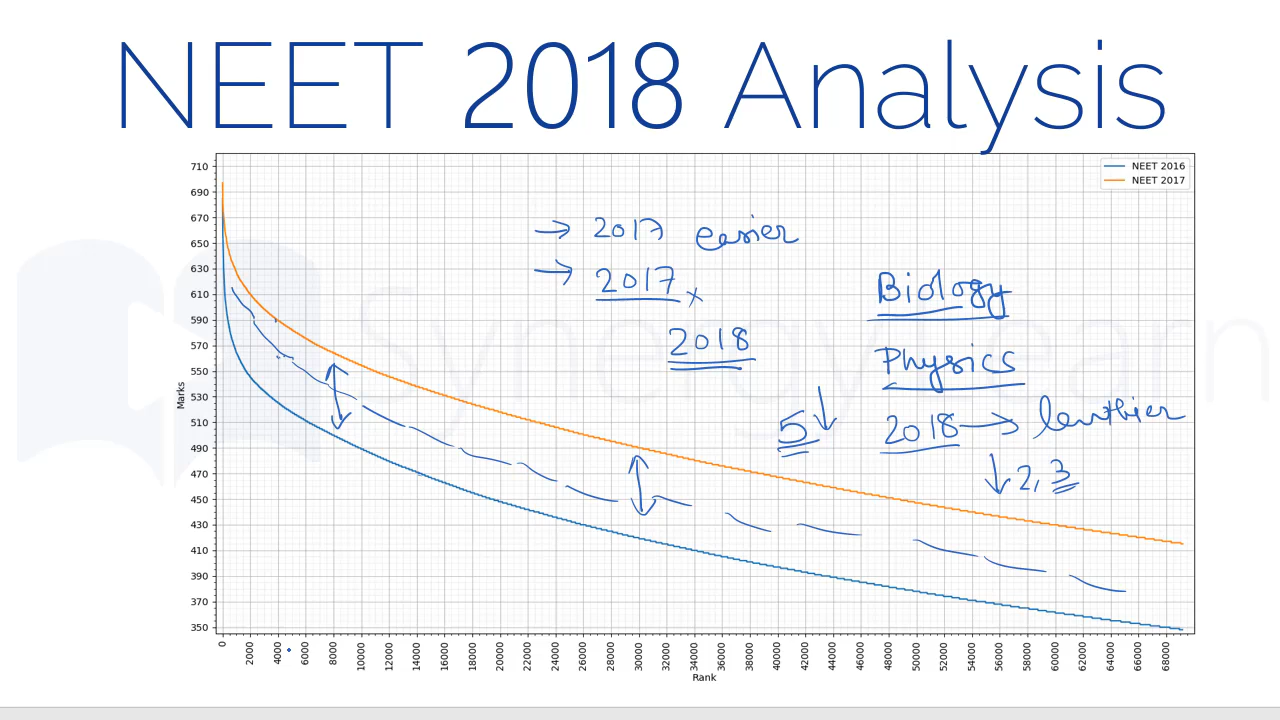 NEET 2018 Analysis
NEET 2016
NEET 2017
710
690
670
650
630
610
590
570
550
530
510
490
470
450
430
410
390
370
350
Marks
→ 2017 easier
→ 2017 x
2018
Biology
Physics
5 ↓
2018 → lenthier
↓ 2, 3
0 2000 4000 6000 8000 10000 12000 14000 16000 18000 20000 22000 24000 26000 28000 30000 32000 34000 36000 38000 40000 42000 44000 46000 48000 50000 52000 54000 56000 58000 60000 62000 64000 66000 68000
Rank